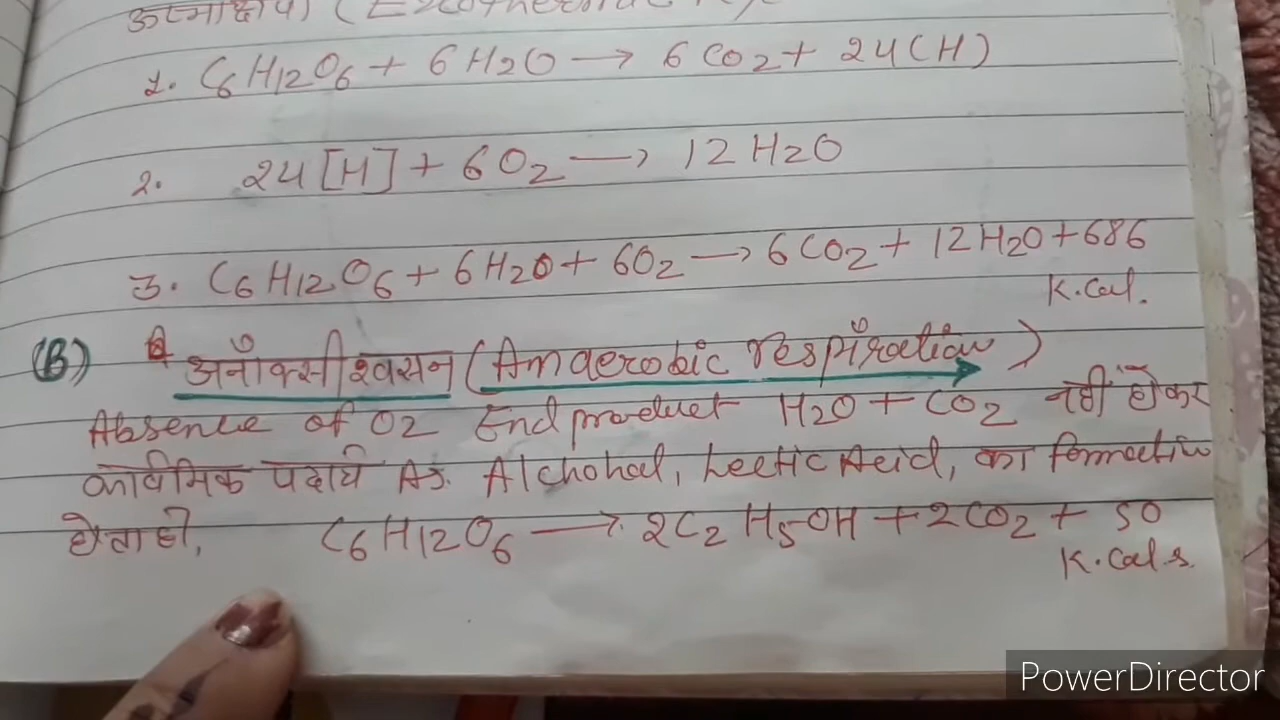 1. C6H12O6 + 6H2O → 6CO2 + 24(H)
2. 24[H] + 6O2 → 12H2O
3. C6H12O6 + 6H2O + 6O2 → 6CO2 + 12H2O + 686
K.Cal.
(B) अनॉक्सीश्वसन (Anaerobic respiration)
Absence of O2 End product H2O + CO2 नहीं होकर
कार्बनिक पदार्थ As. Alchohol, Lectic Acid, का formation
होता है, C6H12O6 → 2C2H5OH + 2CO2 + 50
K.Cals.
PowerDirector